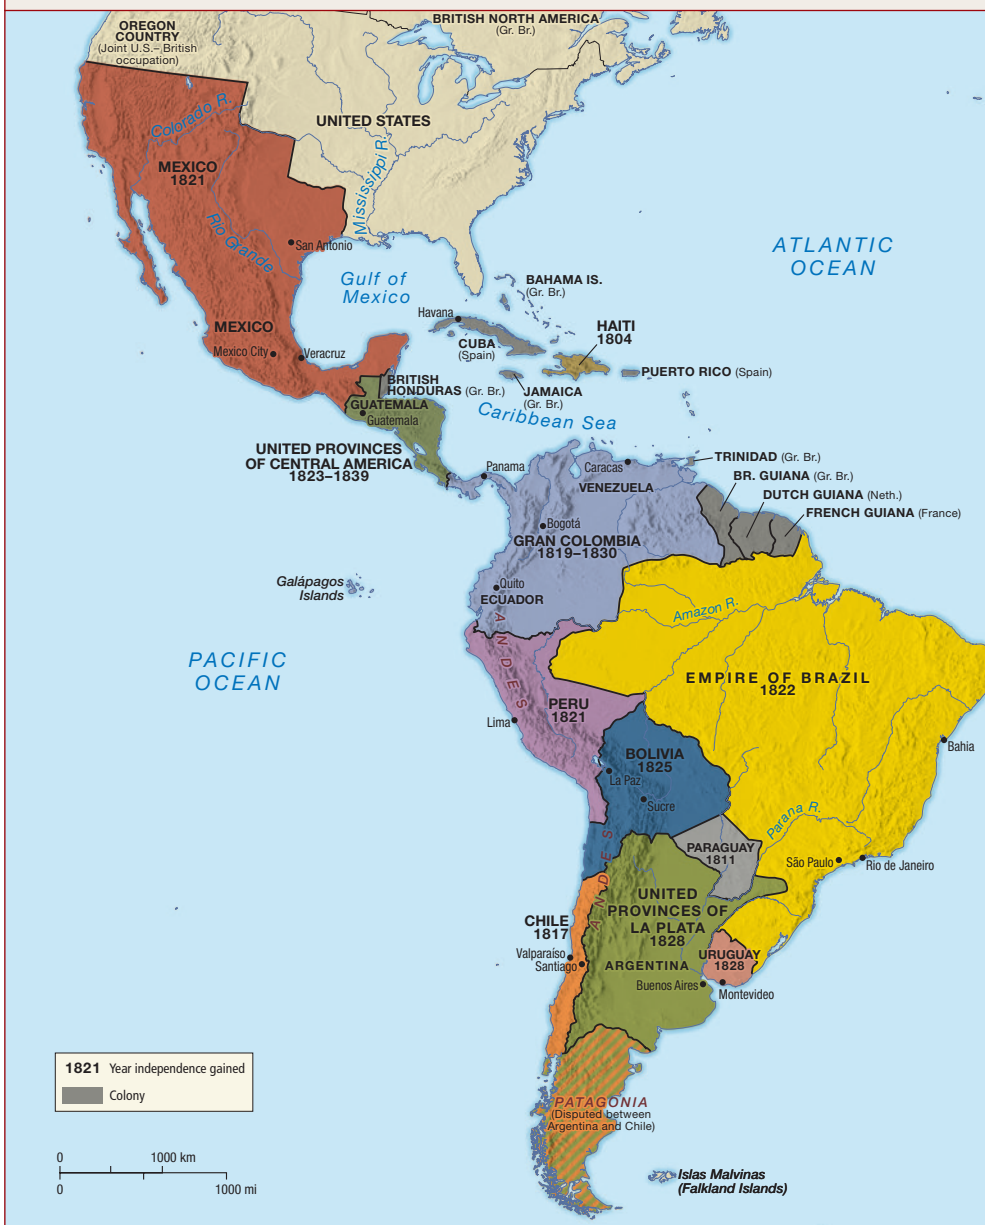 BRITISH NORTH AMERICA
(Gr. Br.)
OREGON
COUNTRY
(Joint U.S.– British
occupation)
UNITED STATES
Colorado R.
Mississippi R.
MEXICO
1821
Rio Grande
San Antonio
ATLANTIC
OCEAN
Gulf of
Mexico
BAHAMA IS.
(Gr. Br.)
Havana
MEXICO
HAITI
1804
CUBA
(Spain)
Mexico City
Veracruz
PUERTO RICO (Spain)
BRITISH
HONDURAS (Gr. Br.)
JAMAICA
(Gr. Br.)
GUATEMALA
Guatemala
Caribbean Sea
UNITED PROVINCES
OF CENTRAL AMERICA
1823–1839
Panama
Caracas
TRINIDAD (Gr. Br.)
VENEZUELA
BR. GUIANA (Gr. Br.)
DUTCH GUIANA (Neth.)
FRENCH GUIANA (France)
Bogotá
GRAN COLOMBIA
1819–1830
Galápagos
Islands
Quito
ECUADOR
Amazon R.
ANDES
PACIFIC
OCEAN
EMPIRE OF BRAZIL
1822
PERU
1821
Lima
Bahia
BOLIVIA
1825
La Paz
Sucre
Parana R.
ANDES
PARAGUAY
1811
São Paulo
Rio de Janeiro
UNITED
PROVINCES OF
LA PLATA
1828
CHILE
1817
Valparaíso
Santiago
ARGENTINA
URUGUAY
1828
Buenos Aires
Montevideo
1821 Year independence gained
Colony
PATAGONIA
(Disputed between
Argentina and Chile)
0 1000 km
0 1000 mi
Islas Malvinas
(Falkland Islands)